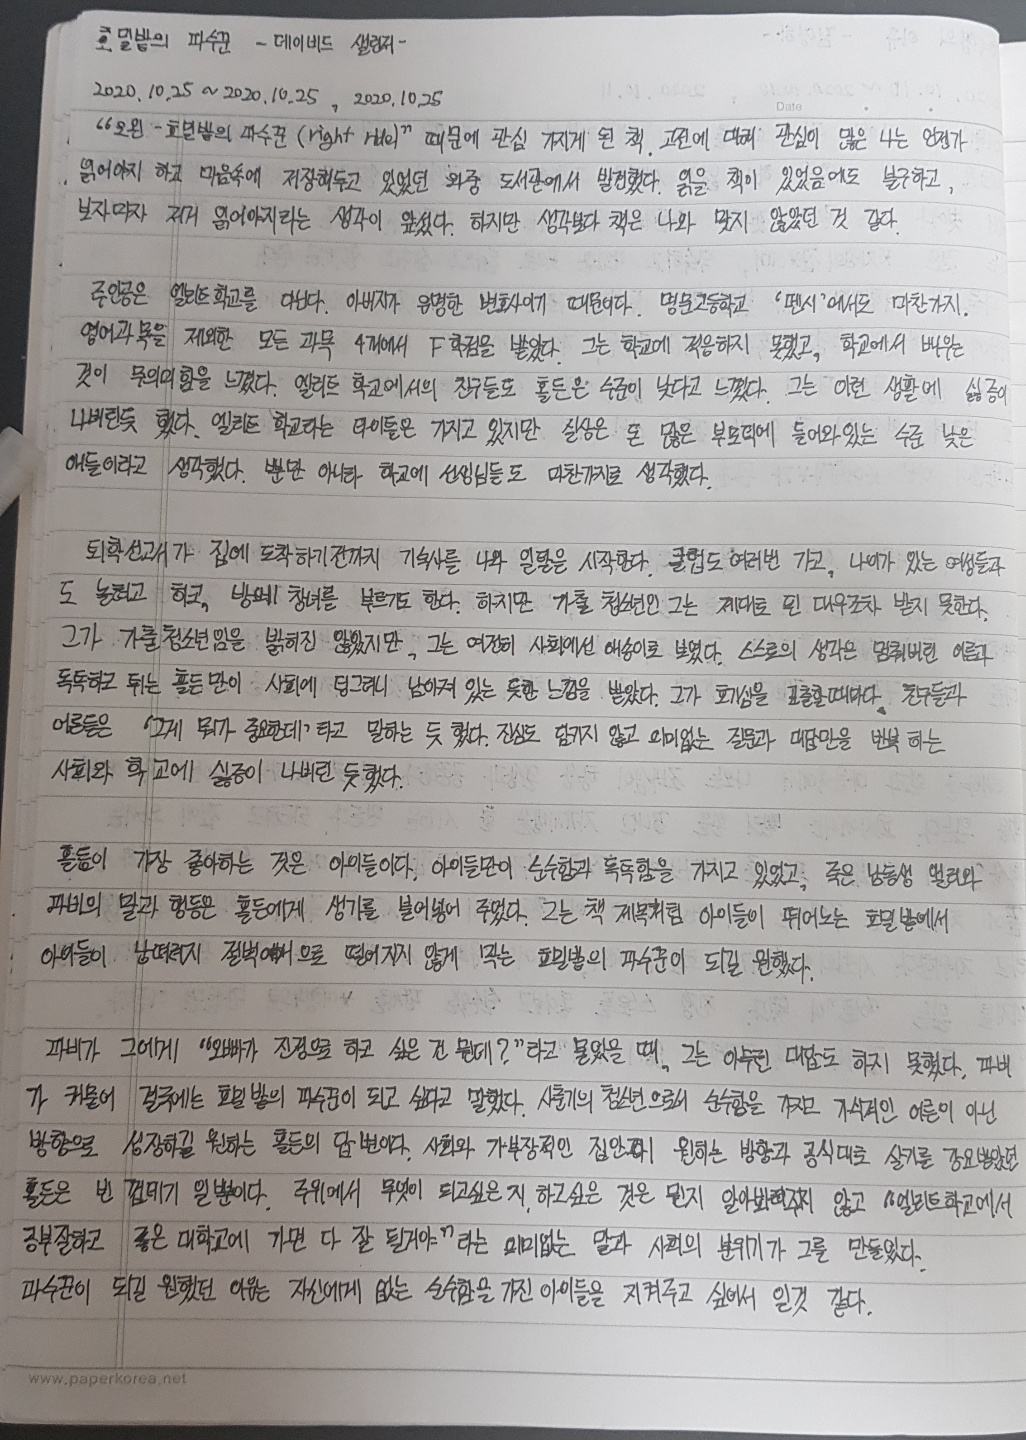 호밀밭의 파수꾼 - 데이비드 샐린저 -
2020.10.25 ~ 2020.10.25, 2020.10.25
Date
"오왼 - 호밀밭의 파수꾼 (right now)" 때문에 관심 가지게 된 책. 고전에 대해 관심이 많은 나는 언젠가
읽어야지 하고 마음속에 저장해두고 있었던 와중 도서관에서 발견했다. 읽을 책이 있었음에도 불구하고,
보자마자 저거 읽어야지라는 생각이 앞섰다. 하지만 생각보다 책은 나와 맞지 않았던 것 같다.
주인공은 엘리트학교를 다닌다. 아버지가 유명한 변호사이기 때문이다. 명문고등학교 '펜시'에서도 마찬가지.
영어과목을 제외한 모든 과목 4개에서 F학점을 받았다. 그는 학교에 적응하지 못했고, 학교에서 배우는
것이 무의미함을 느꼈다. 엘리트 학교에서의 친구들도 홀든은 수준이 낮다고 느꼈다. 그는 이런 생활에 싫증이
나버린듯 했다. 엘리트 학교라는 타이틀은 가지고 있지만 실상은 돈 많은 부모덕에 들어와있는 수준 낮은
애들이라고 생각했다. 뿐만 아니라 학교에 선생님들도 마찬가지로 생각했다.
퇴학선고서가 집에 도착하기전까지 기숙사를 나와 일탈을 시작한다. 클럽도 여러번 가고, 나이가 있는 여성들과
도 놀려고 하고, 방에 창녀를 부르기도 한다. 하지만 가출 청소년인 그는 제대로 된 대우조차 받지 못한다.
그가 가출청소년임을 밝혀진 않았지만, 그는 여전히 사회에선 애송이로 보였다. 스스로의 생각은 멈춰버린 어른과
톡톡하고 튀는 홀든만이 사회에 덩그러니 남아져 있는 듯한 느낌을 받았다. 그가 호기심을 표출할때마다. 친구들과
어른들은 '그게 뭐가 중요한데' 라고 말하는 듯 했다. 진심도 담기지 않고 의미없는 질문과 대답만을 반복 하는
사회와 학교에 싫증이 나버린 듯했다.
홀든이 가장 좋아하는 것은 아이들이다. 아이들만이 순수함과 톡톡함을 가지고 있었고, 죽은 남동생 앨리와
피비의 말과 행동은 홀든에게 생기를 불어넣어 주었다. 그는 책 제목처럼 아이들이 뛰어노는 호밀밭에서
아이들이 낭떠러지 절벽 으로 떨어지지 않게 막는 호밀밭의 파수꾼이 되길 원했다.
피비가 그에게 "오빠가 진정으로 하고 싶은 건 뭔데?"라고 물었을 때, 그는 아무런 대답도 하지 못했다. 피비
가 캐물어 결국에는 호밀밭의 파수꾼이 되고 싶다고 말했다. 사춘기의 청소년으로서 순수함을 가지고 가식적인 어른이 아닌
방향으로 성장하길 원하는 홀든의 답변이다. 사회와 가부장적인 집안이 원하는 방향과 공식대로 살기를 강요받았던
홀든은 빈 껍데기 일뿐이다. 주위에서 무엇이 되고싶은지, 하고싶은 것은 뭔지 알아봐주지 않고 "엘리트학교에서
공부잘하고 좋은 대학교에 가면 다 잘 될거야"라는 의미없는 말과 사회의 분위기가 그를 만들었다.
파수꾼이 되길 원했던 이유는 자신에게 없는 순수함을 가진 아이들을 지켜주고 싶어서 일것 같다.
www.paperkorea.net